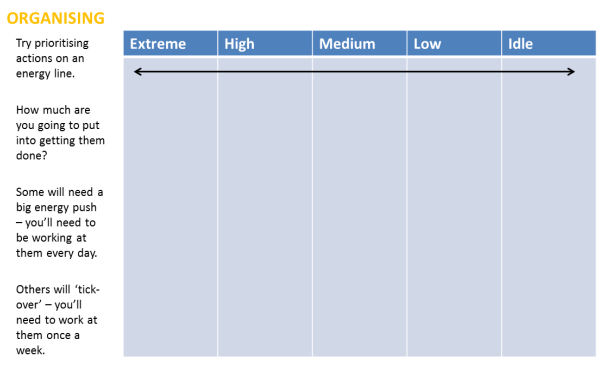 ORGANISING
Try prioritising
actions on an
energy line.
How much are
you going to put
into getting them
done?
Some will need a
big energy push
– you’ll need to
be working at
them every day.
Others will ‘tick-
over’ – you’ll
need to work at
them once a
week.
Extreme High Medium Low Idle